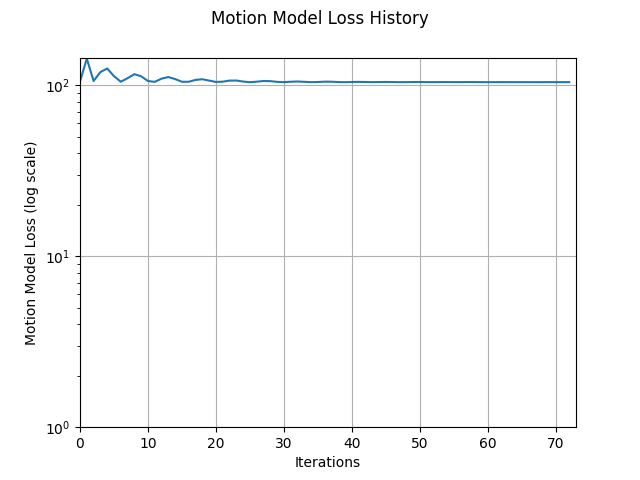 Motion Model Loss History
Motion Model Loss (log scale)
10²
10¹
10⁰
0 10 20 30 40 50 60 70
Iterations